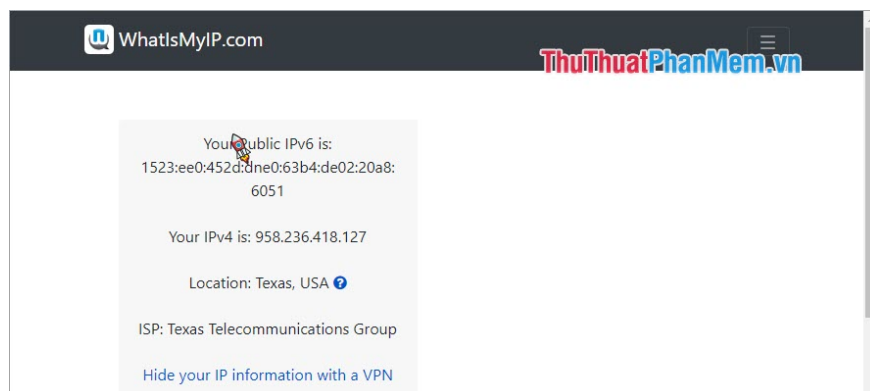 WhatIsMyIP.com
ThuThuatPhanMem.vn
Your Public IPv6 is:
1523:ee0:452d:dne0:63b4:de02:20a8:
6051
Your IPv4 is: 958.236.418.127
Location: Texas, USA
ISP: Texas Telecommunications Group
Hide your IP information with a VPN